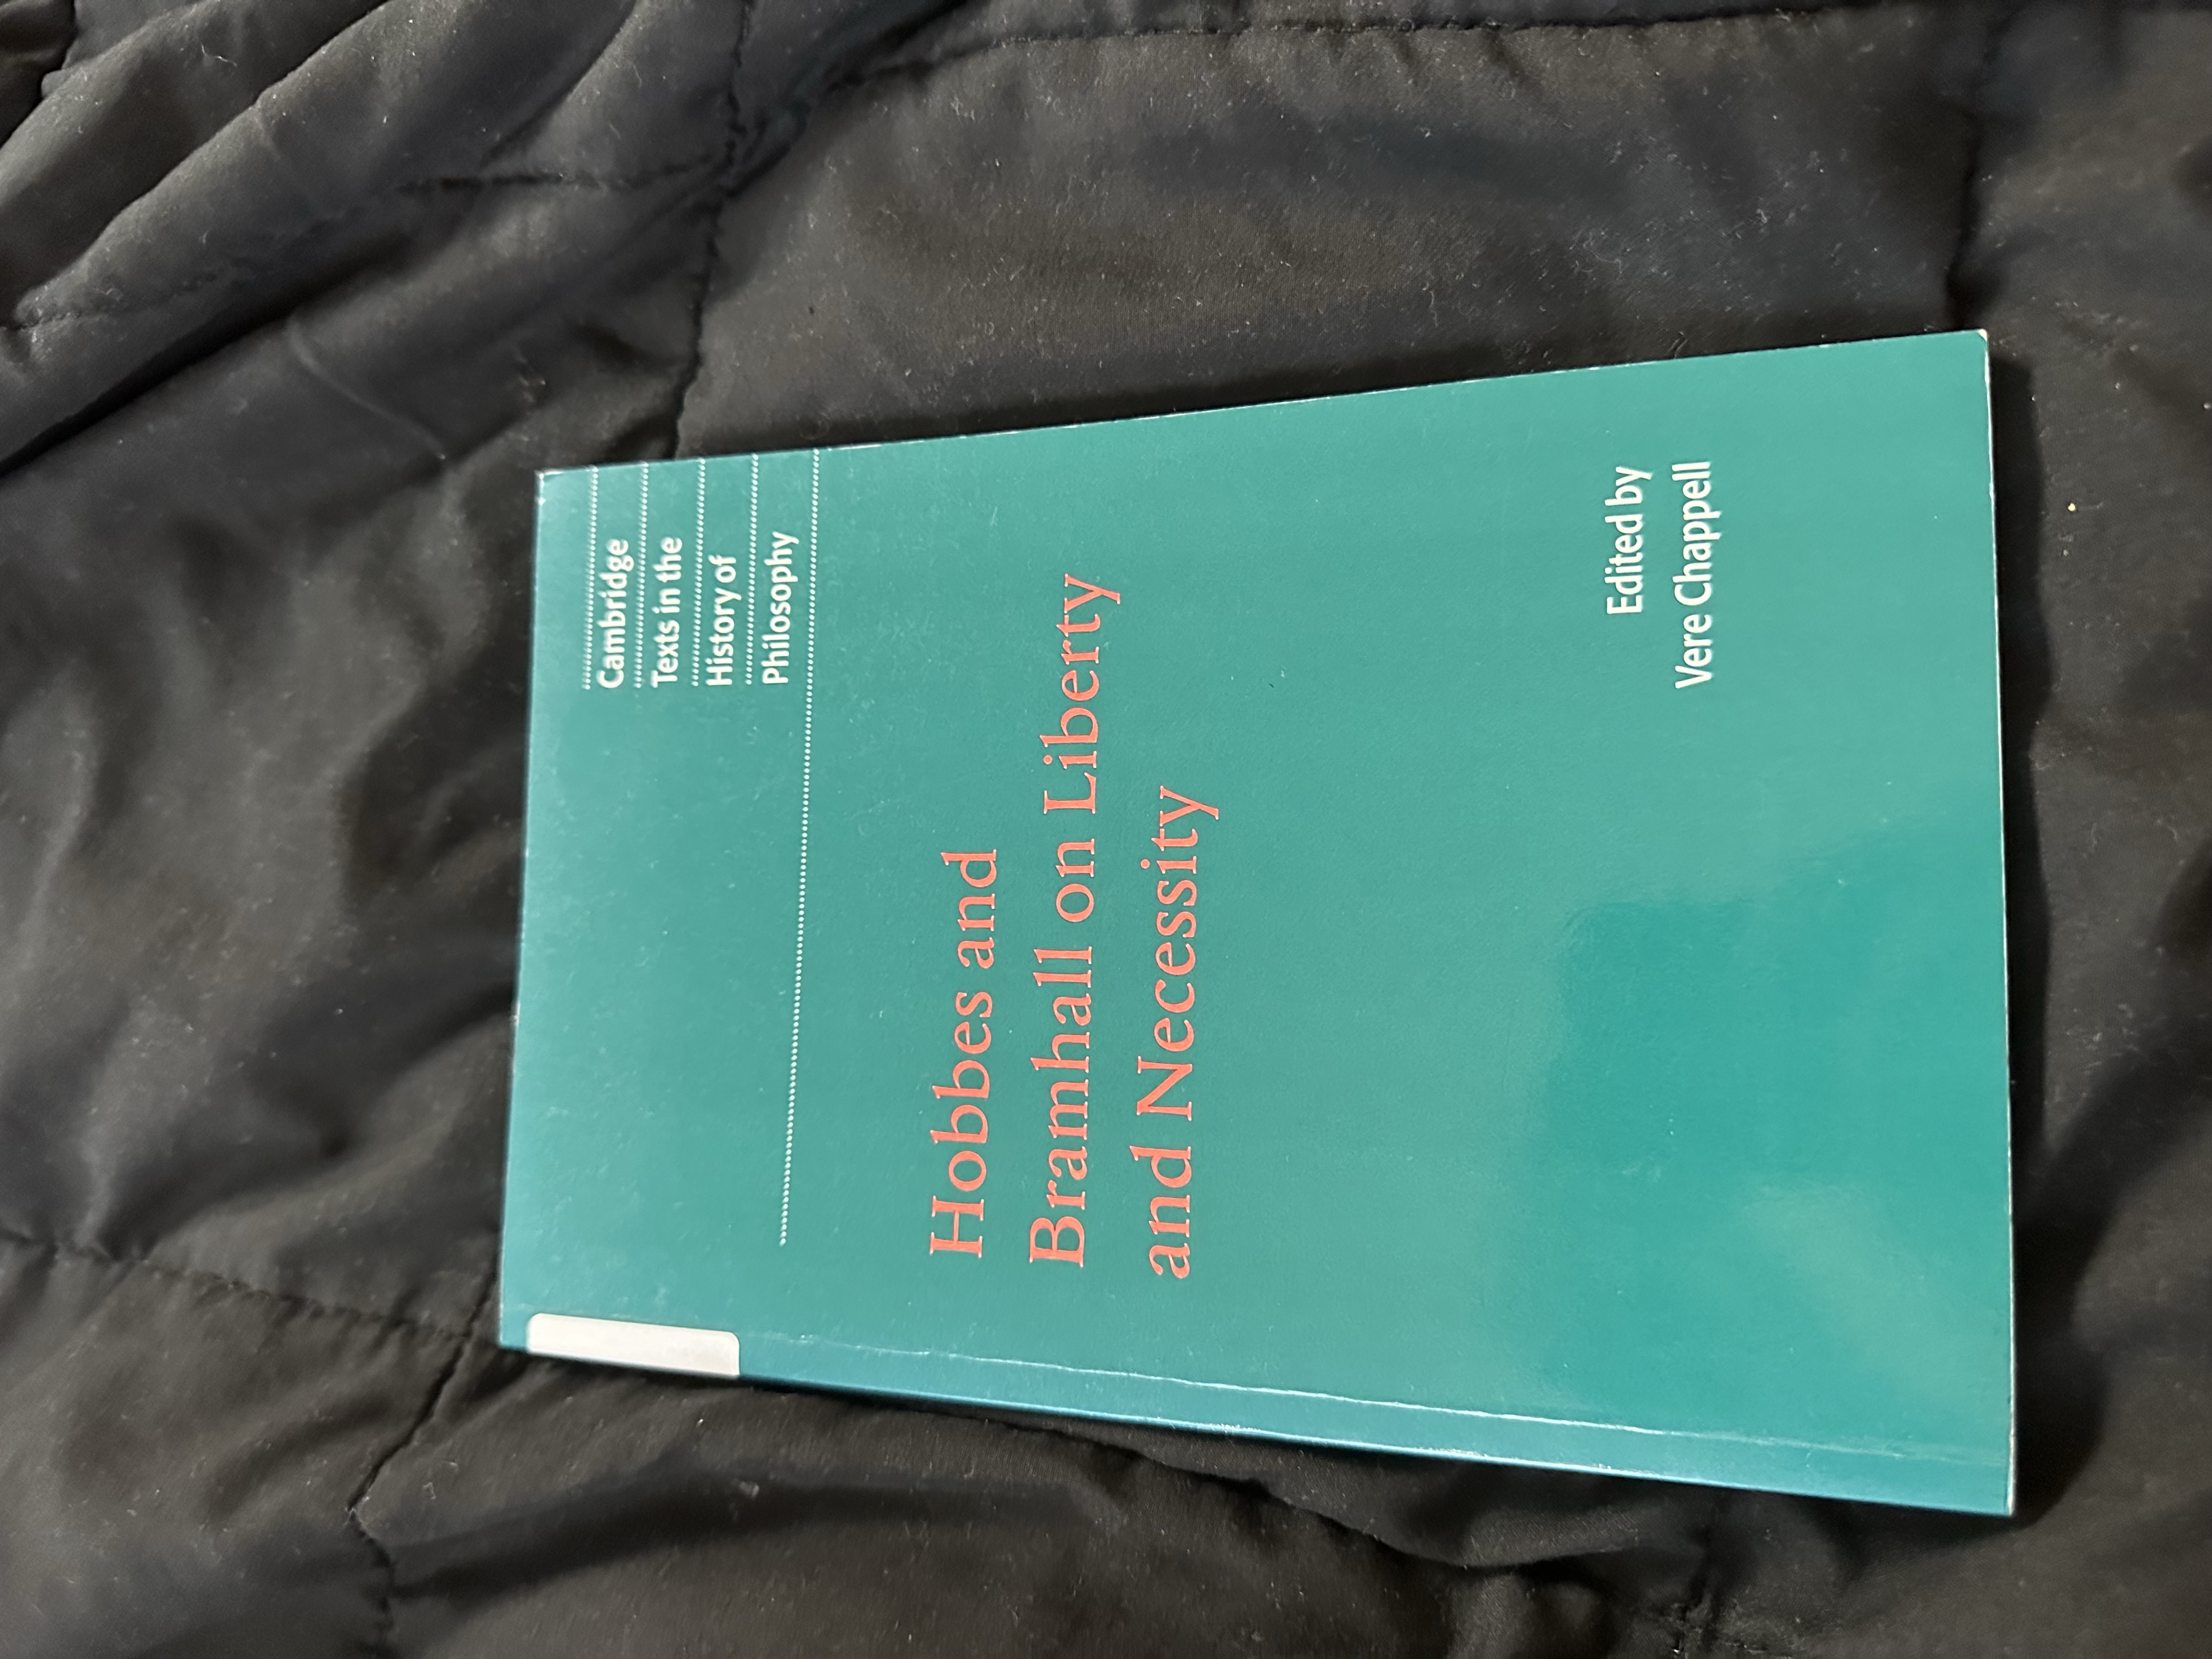 Cambridge
Texts in the
History of
Philosophy
Hobbes and
Bramhall on Liberty
and Necessity
Edited by
Vere Chappell